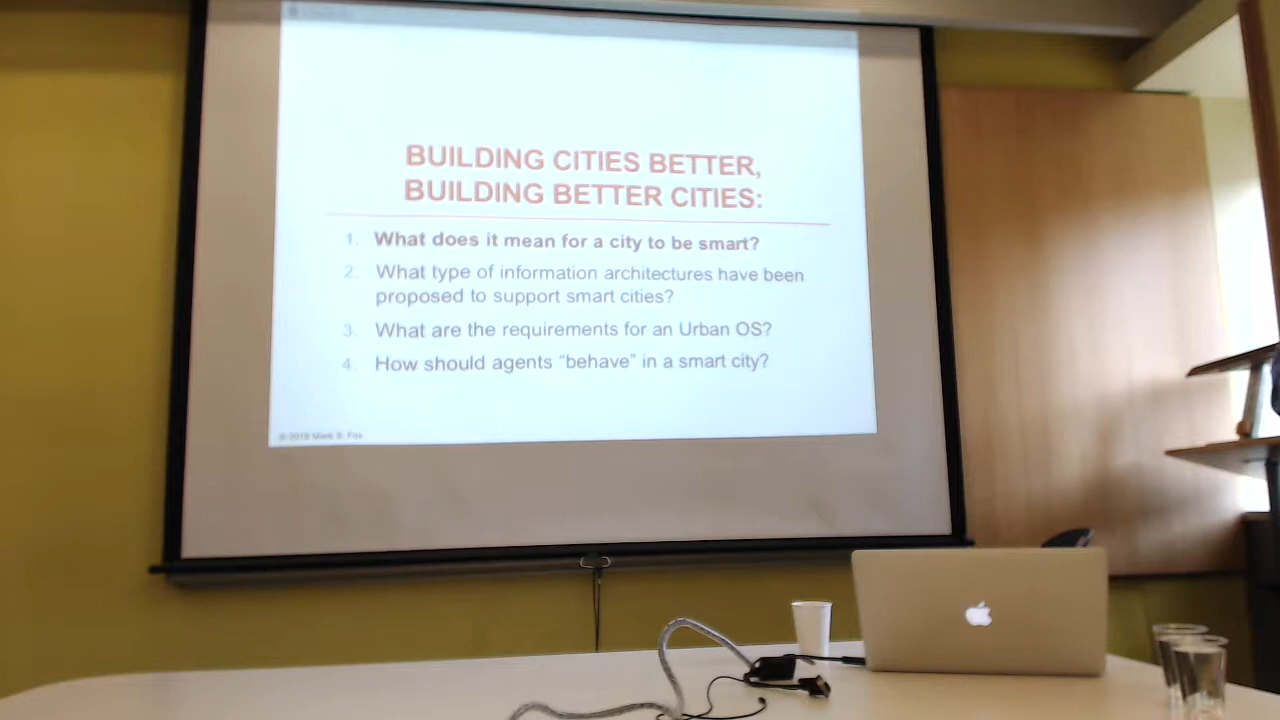 BUILDING CITIES BETTER,
BUILDING BETTER CITIES:
1. What does it mean for a city to be smart?
2. What type of information architectures have been
proposed to support smart cities?
3. What are the requirements for an Urban OS?
4. How should agents “behave” in a smart city?
Mark S. Fox